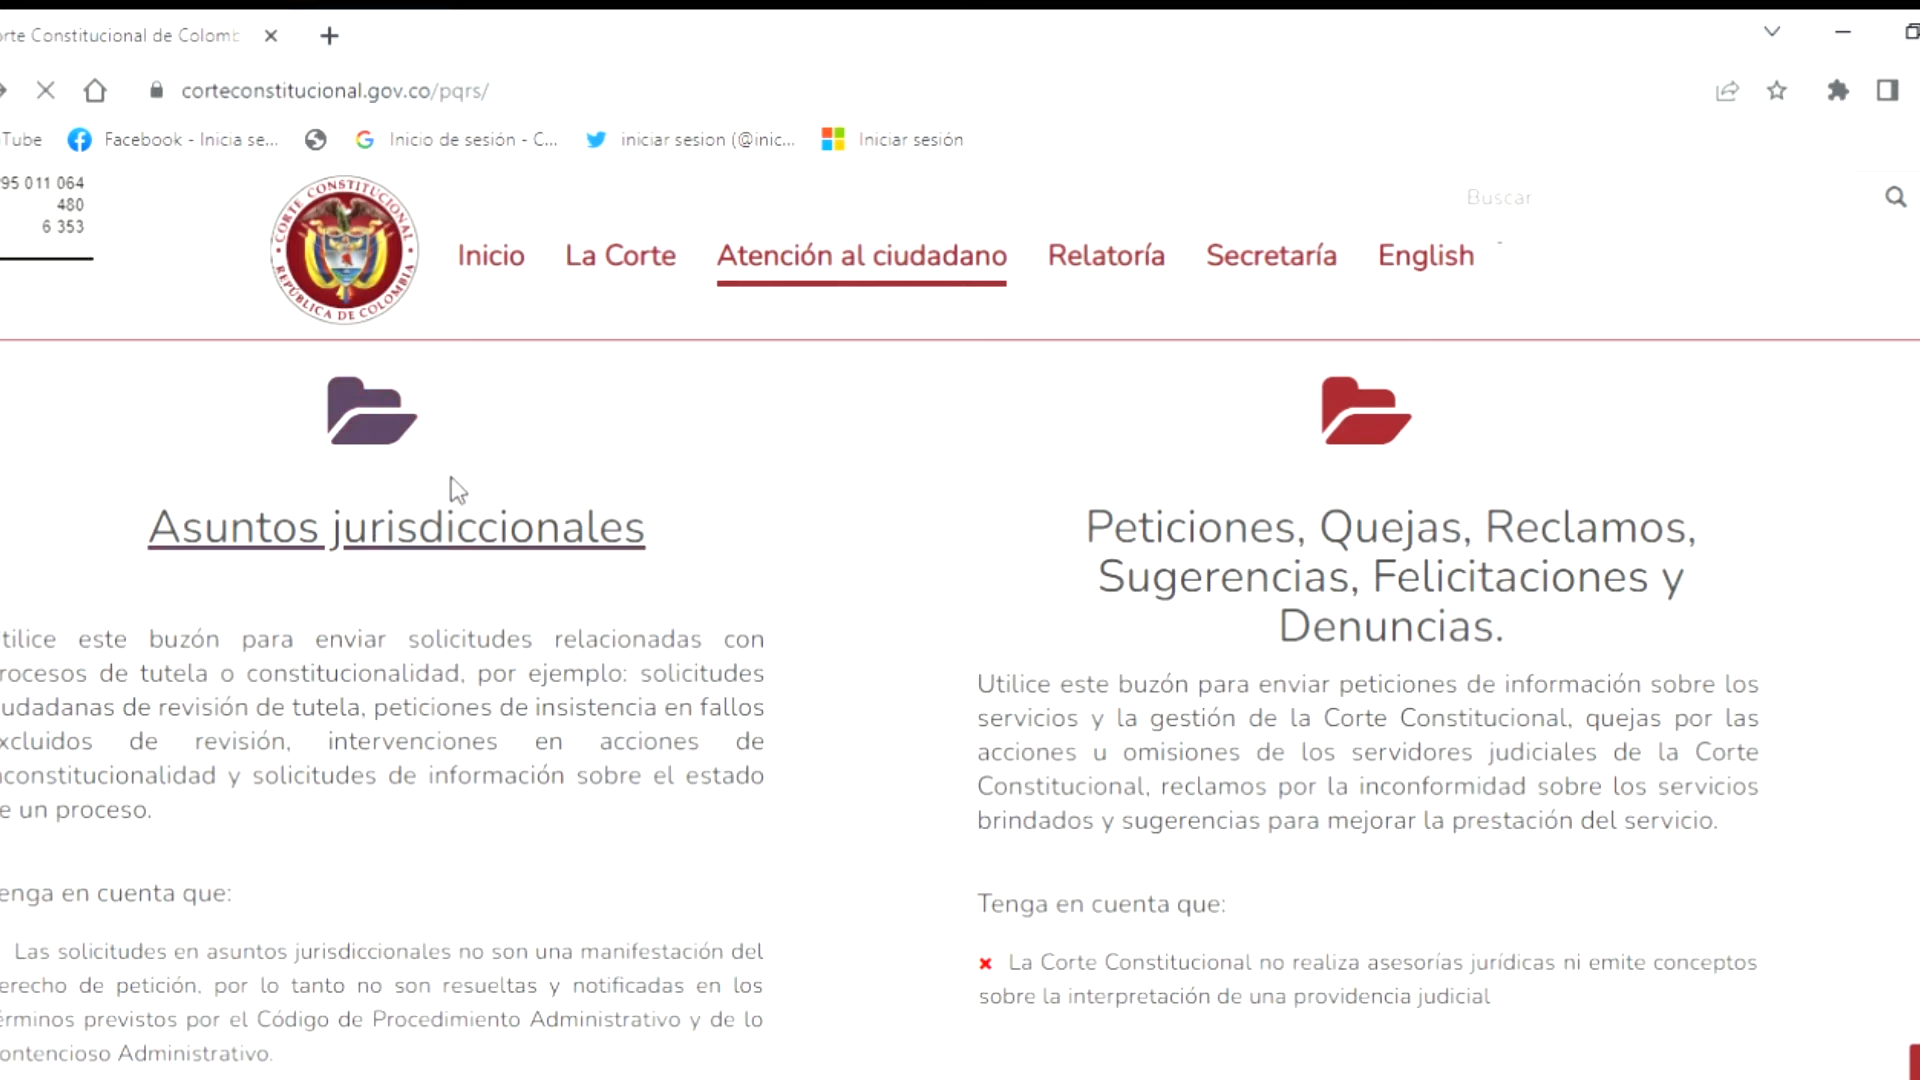 rte Constitucional de Colomb
corteconstitucional.gov.co/pqrs/
Tube
Facebook - Inicia se...
Inicio de sesión - C...
iniciar sesion (@inic...
Iniciar sesión
95 011 064
480
6 353
CORTE CONSTITUCIONAL
REPÚBLICA DE COLOMBIA
Buscar
Inicio
La Corte
Atención al ciudadano
Relatoría
Secretaría
English
Asuntos jurisdiccionales
tilice este buzón para enviar solicitudes relacionadas con
rocesos de tutela o constitucionalidad, por ejemplo: solicitudes
udadanas de revisión de tutela, peticiones de insistencia en fallos
xcluidos de revisión, intervenciones en acciones de
constitucionalidad y solicitudes de información sobre el estado
e un proceso.
enga en cuenta que:
Las solicitudes en asuntos jurisdiccionales no son una manifestación del
erecho de petición, por lo tanto no son resueltas y notificadas en los
érminos previstos por el Código de Procedimiento Administrativo y de lo
ontencioso Administrativo.
Peticiones, Quejas, Reclamos,
Sugerencias, Felicitaciones y
Denuncias.
Utilice este buzón para enviar peticiones de información sobre los
servicios y la gestión de la Corte Constitucional, quejas por las
acciones u omisiones de los servidores judiciales de la Corte
Constitucional, reclamos por la inconformidad sobre los servicios
brindados y sugerencias para mejorar la prestación del servicio.
Tenga en cuenta que:
La Corte Constitucional no realiza asesorías jurídicas ni emite conceptos
sobre la interpretación de una providencia judicial